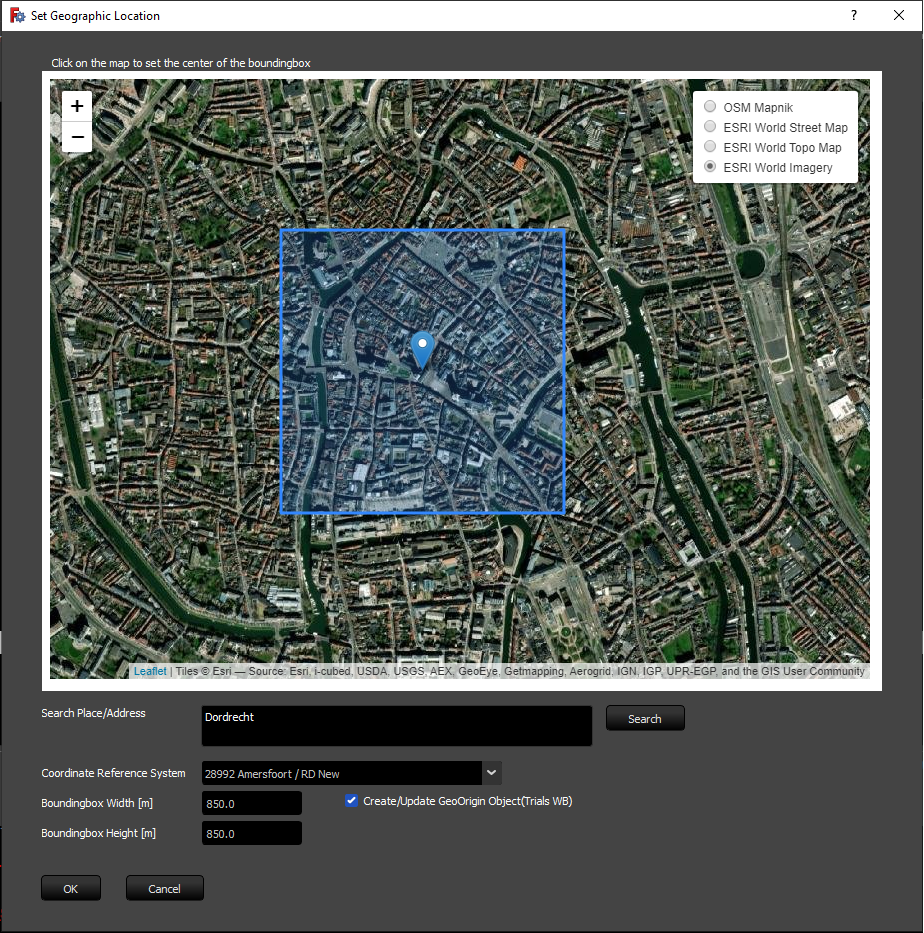 Set Geographic Location
?
Click on the map to set the center of the boundingbox
+
−
OSM Mapnik
ESRI World Street Map
ESRI World Topo Map
ESRI World Imagery
Leaflet | Tiles © Esri — Source: Esri, i-cubed, USDA, USGS, AEX, GeoEye, Getmapping, Aerogrid, IGN, IGP, UPR-EGP, and the GIS User Community
Search Place/Address
Dordrecht
Search
Coordinate Reference System
28992 Amersfoort / RD New
Boundingbox Width [m]
850.0
Create/Update GeoOrigin Object(Trials WB)
Boundingbox Height [m]
850.0
OK
Cancel